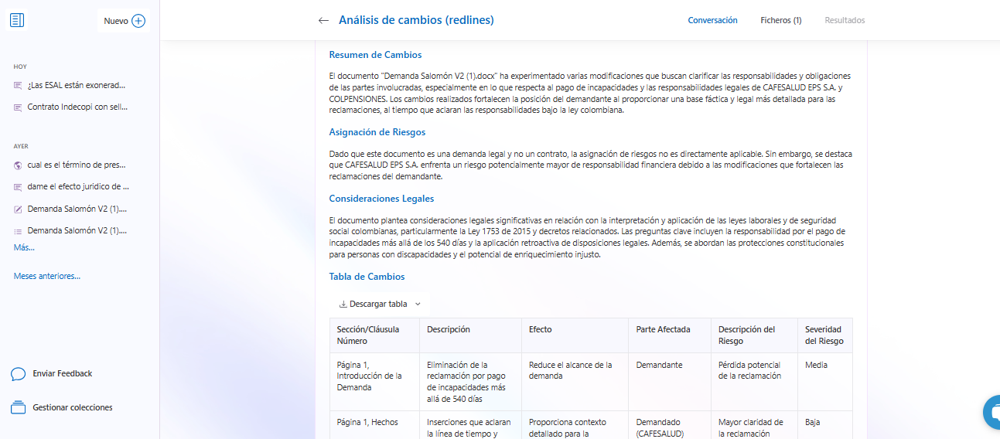 Nuevo
HOY
¿Las ESAL están exonerad...
Contrato Indecopi con sell...
AYER
cual es el término de pres...
dame el efecto juridico de ...
Demanda Salomón V2 (1)....
Demanda Salomón V2 (1)....
Más...
Meses anteriores...
Enviar Feedback
Gestionar colecciones
← Análisis de cambios (redlines)
Conversación Ficheros (1) Resultados
Resumen de Cambios
El documento "Demanda Salomón V2 (1).docx" ha experimentado varias modificaciones que buscan clarificar las responsabilidades y obligaciones
de las partes involucradas, especialmente en lo que respecta al pago de incapacidades y las responsabilidades legales de CAFESALUD EPS S.A. y
COLPENSIONES. Los cambios realizados fortalecen la posición del demandante al proporcionar una base fáctica y legal más detallada para las
reclamaciones, al tiempo que aclaran las responsabilidades bajo la ley colombiana.
Asignación de Riesgos
Dado que este documento es una demanda legal y no un contrato, la asignación de riesgos no es directamente aplicable. Sin embargo, se destaca
que CAFESALUD EPS S.A. enfrenta un riesgo potencialmente mayor de responsabilidad financiera debido a las modificaciones que fortalecen las
reclamaciones del demandante.
Consideraciones Legales
El documento plantea consideraciones legales significativas en relación con la interpretación y aplicación de las leyes laborales y de seguridad
social colombianas, particularmente la Ley 1753 de 2015 y decretos relacionados. Las preguntas clave incluyen la responsabilidad por el pago de
incapacidades más allá de los 540 días y la aplicación retroactiva de disposiciones legales. Además, se abordan las protecciones constitucionales
para personas con discapacidades y el potencial de enriquecimiento injusto.
Tabla de Cambios
Descargar tabla
Sección/Cláusula
Número
Descripción
Efecto
Parte Afectada
Descripción del
Riesgo
Severidad
del Riesgo
Página 1,
Introducción de la
Demanda
Eliminación de la
reclamación por pago
de incapacidades más
allá de 540 días
Reduce el alcance de la
demanda
Demandante
Pérdida potencial
de la reclamación
Media
Página 1, Hechos
Inserciones que aclaran
la línea de tiempo y
Proporciona contexto
detallado para la
Demandado
(CAFESALUD)
Mayor claridad de
la reclamación
Baja